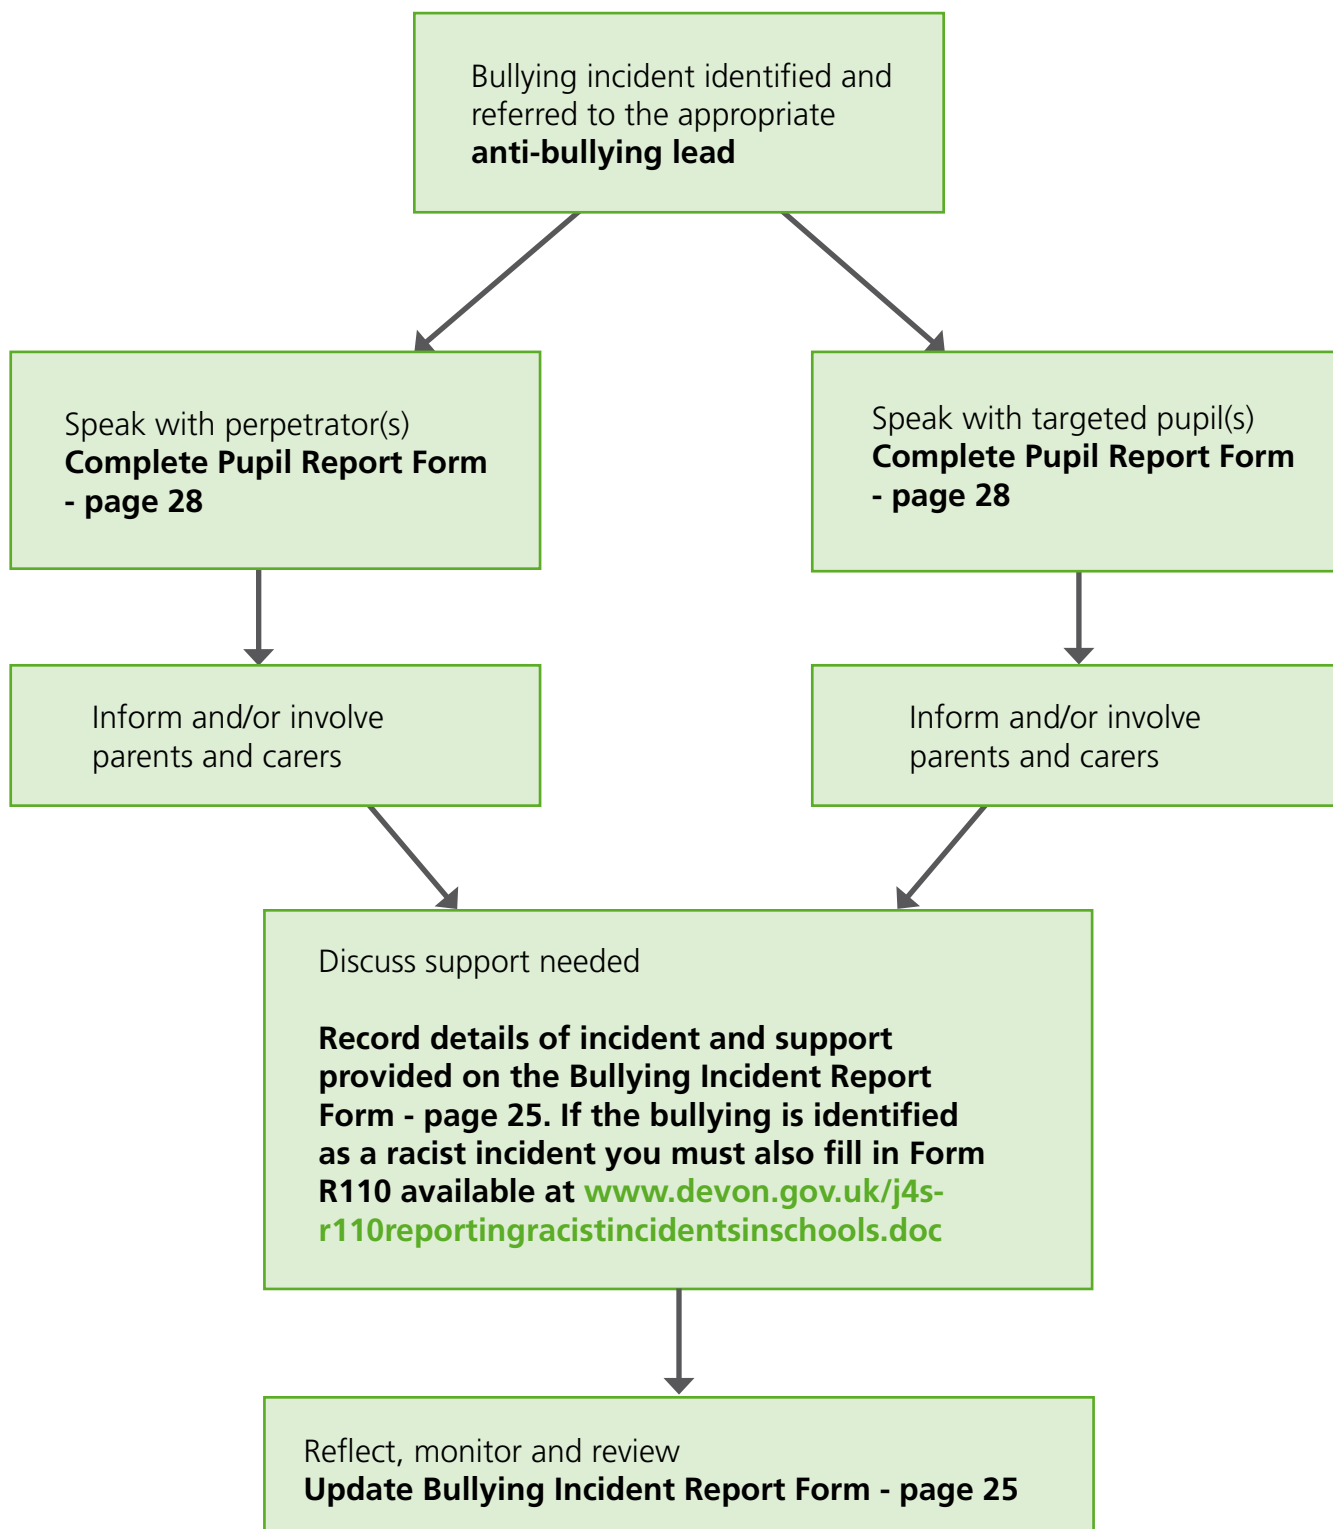 Bullying incident identified and
referred to the appropriate
anti-bullying lead
Speak with perpetrator(s)
Complete Pupil Report Form
- page 28
Speak with targeted pupil(s)
Complete Pupil Report Form
- page 28
Inform and/or involve
parents and carers
Inform and/or involve
parents and carers
Discuss support needed
Record details of incident and support
provided on the Bullying Incident Report
Form - page 25. If the bullying is identified
as a racist incident you must also fill in Form
R110 available at www.devon.gov.uk/j4s-
r110reportingracistincidentsinschools.doc
Reflect, monitor and review
Update Bullying Incident Report Form - page 25